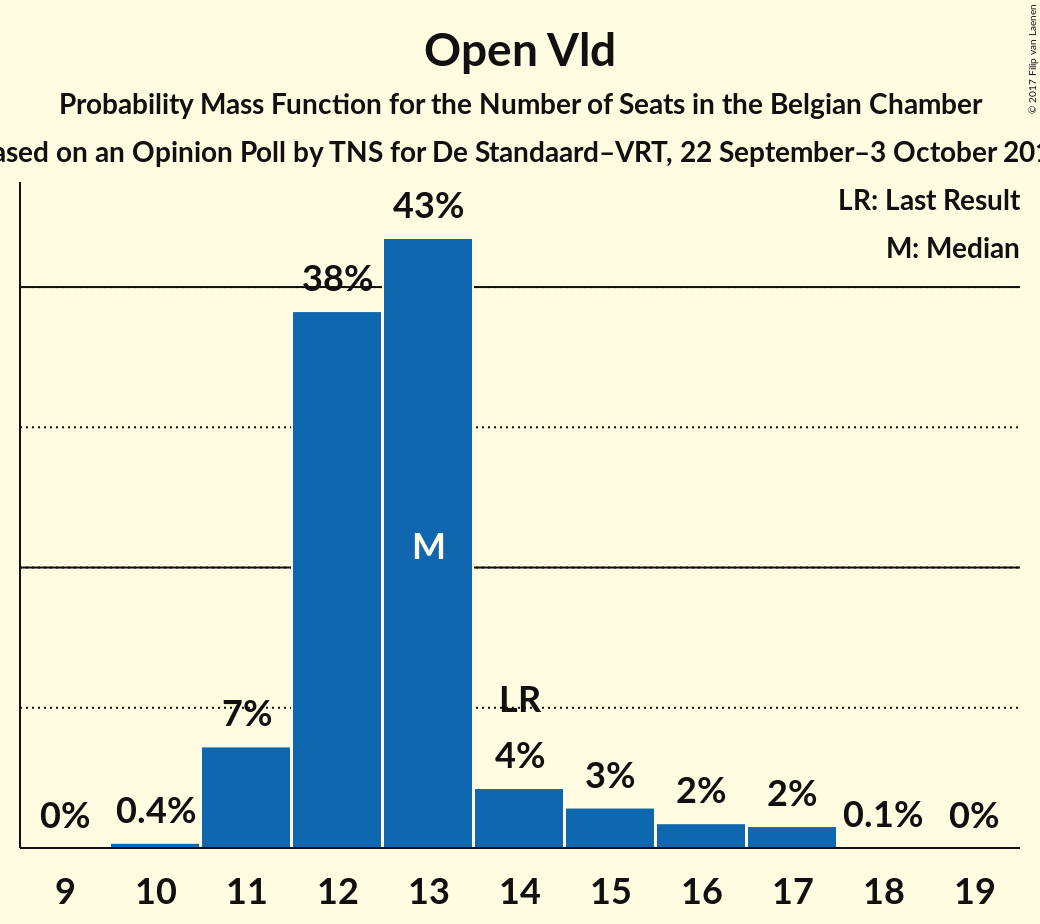 Open Vld
Probability Mass Function for the Number of Seats in the Belgian Chamber
on an Opinion Poll by TNS for De Standaard–VRT, 22 September–3 October
© 2017 Filip van Laenen
LR: Last Result
M: Median
43%
38%
M
LR
7%
4%
3%
2%
2%
0%
0.4%
0.1%
0%
9 10 11 12 13 14 15 16 17 18 19